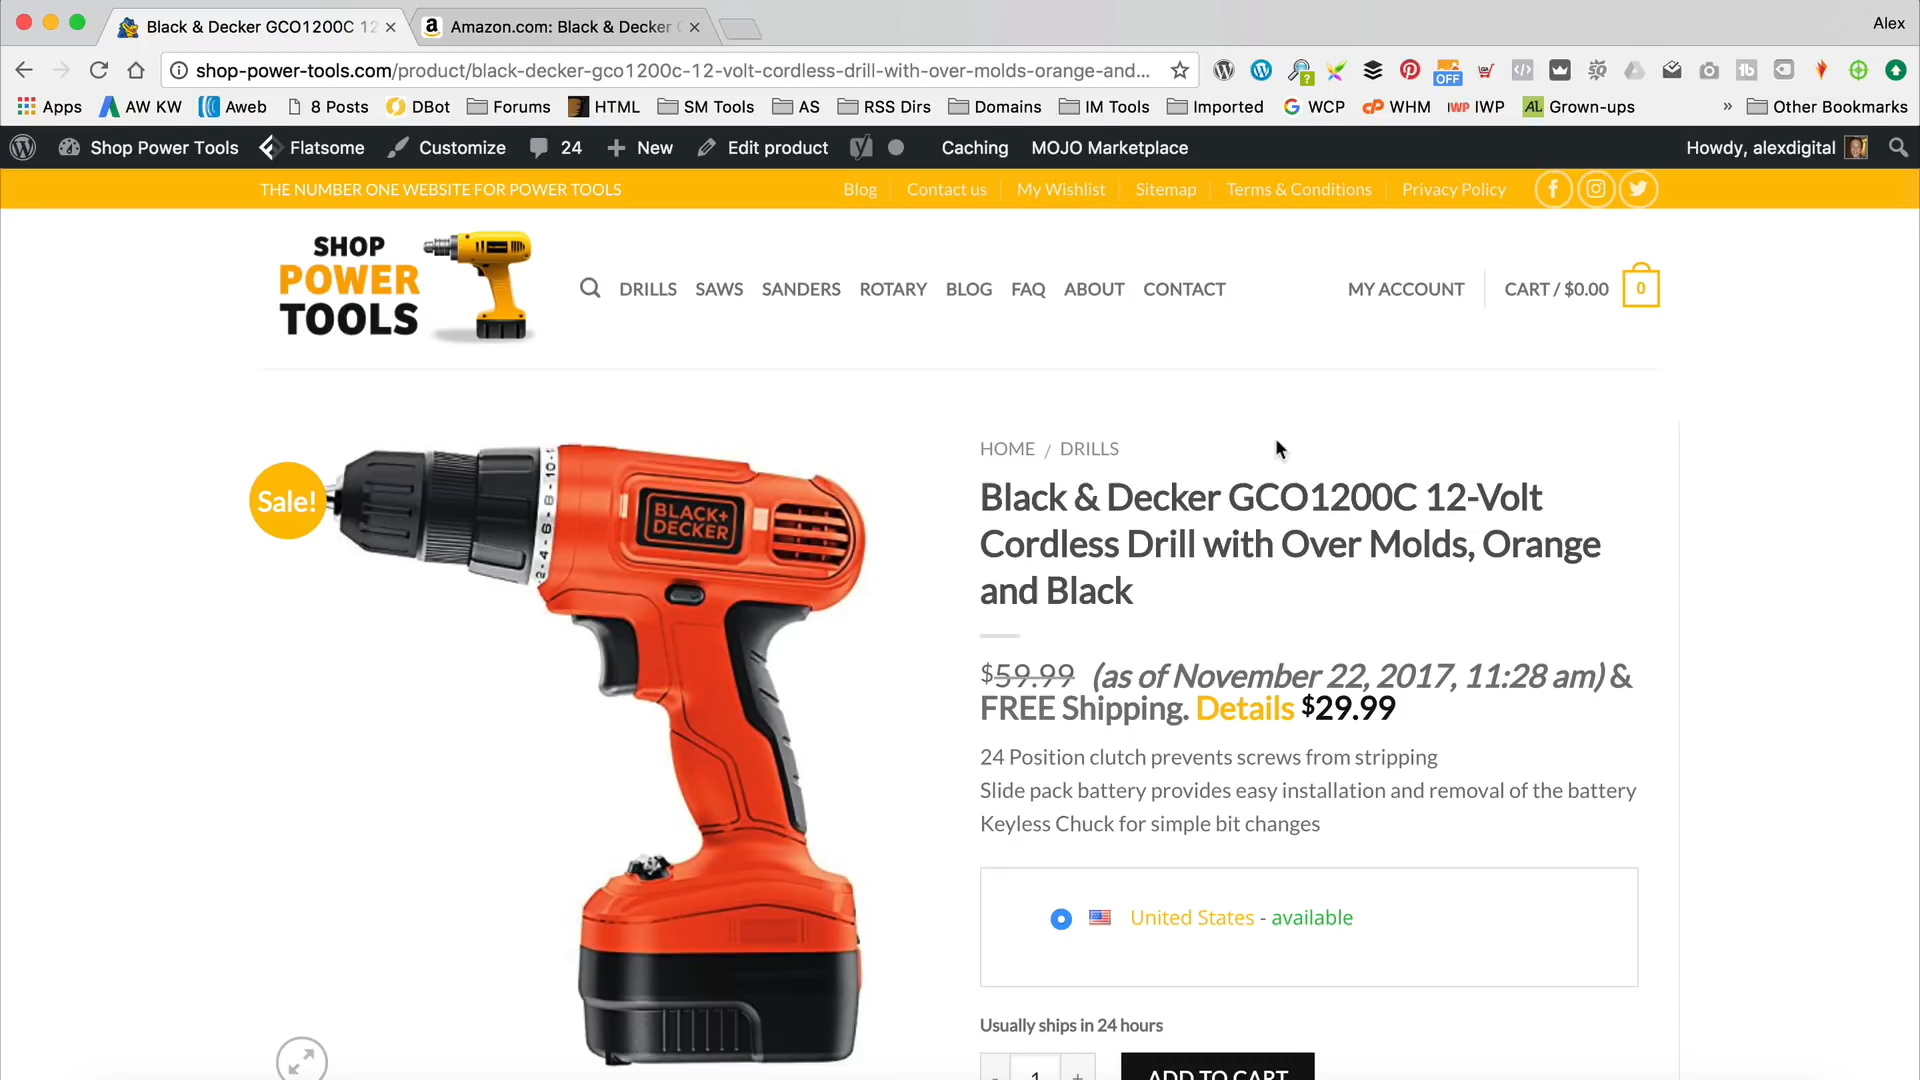 Black & Decker GCO1200C 12
Amazon.com: Black & Decker
Alex
shop-power-tools.com/product/black-decker-gco1200c-12-volt-cordless-drill-with-over-molds-orange-and...
OFF
Apps AW KW Aweb 8 Posts DBot Forums HTML SM Tools AS RSS Dirs Domains IM Tools Imported WCP WHM IWP IWP Grown-ups » Other Bookmarks
Shop Power Tools Flatsome Customize 24 New Edit product Caching MOJO Marketplace Howdy, alexdigital
THE NUMBER ONE WEBSITE FOR POWER TOOLS Blog Contact us My Wishlist Sitemap Terms & Conditions Privacy Policy
SHOP
POWER
TOOLS
DRILLS SAWS SANDERS ROTARY BLOG FAQ ABOUT CONTACT MY ACCOUNT CART / $0.00 0
HOME / DRILLS
Sale!
BLACK+
DECKER
2-4-6-8-10-
Black & Decker GCO1200C 12-Volt
Cordless Drill with Over Molds, Orange
and Black
$59.99 (as of November 22, 2017, 11:28 am) &
FREE Shipping. Details $29.99
24 Position clutch prevents screws from stripping
Slide pack battery provides easy installation and removal of the battery
Keyless Chuck for simple bit changes
United States - available
Usually ships in 24 hours
- 1 + ADD TO CART